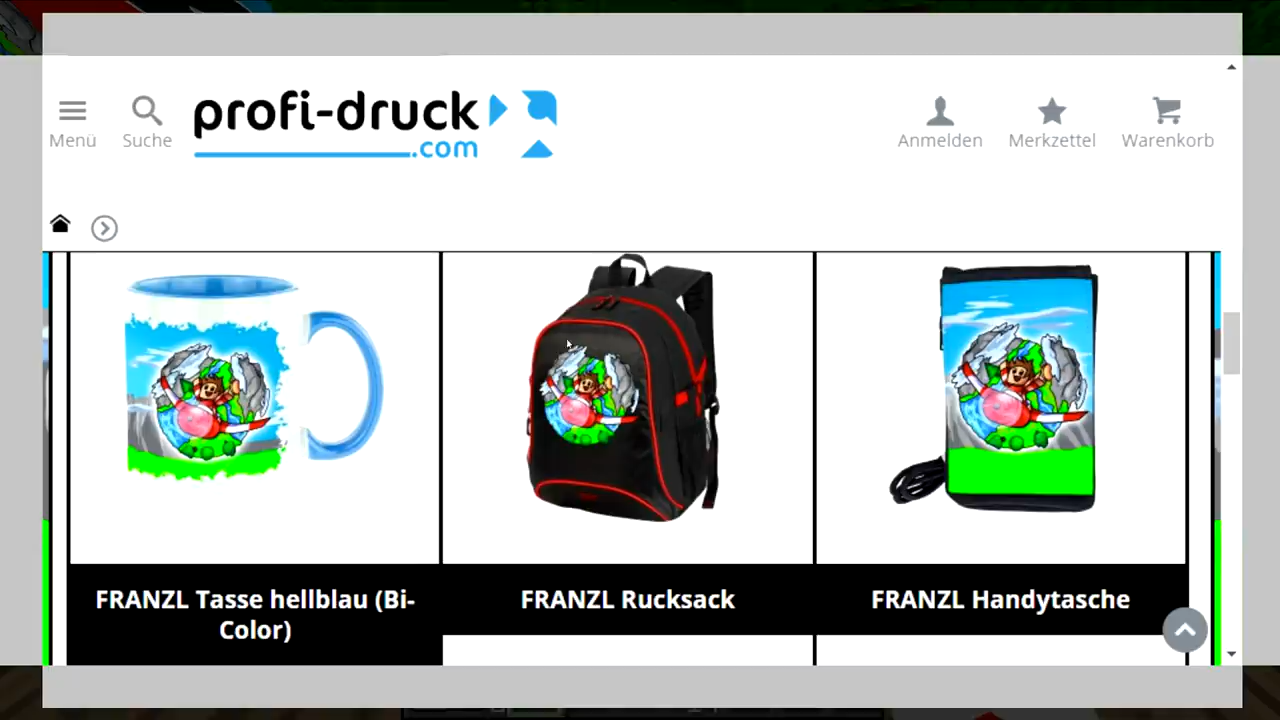 Menü
Suche
profi-druck
.com
Anmelden
Merkzettel
Warenkorb
FRANZL Tasse hellblau (Bi-
Color)
FRANZL Rucksack
FRANZL Handytasche